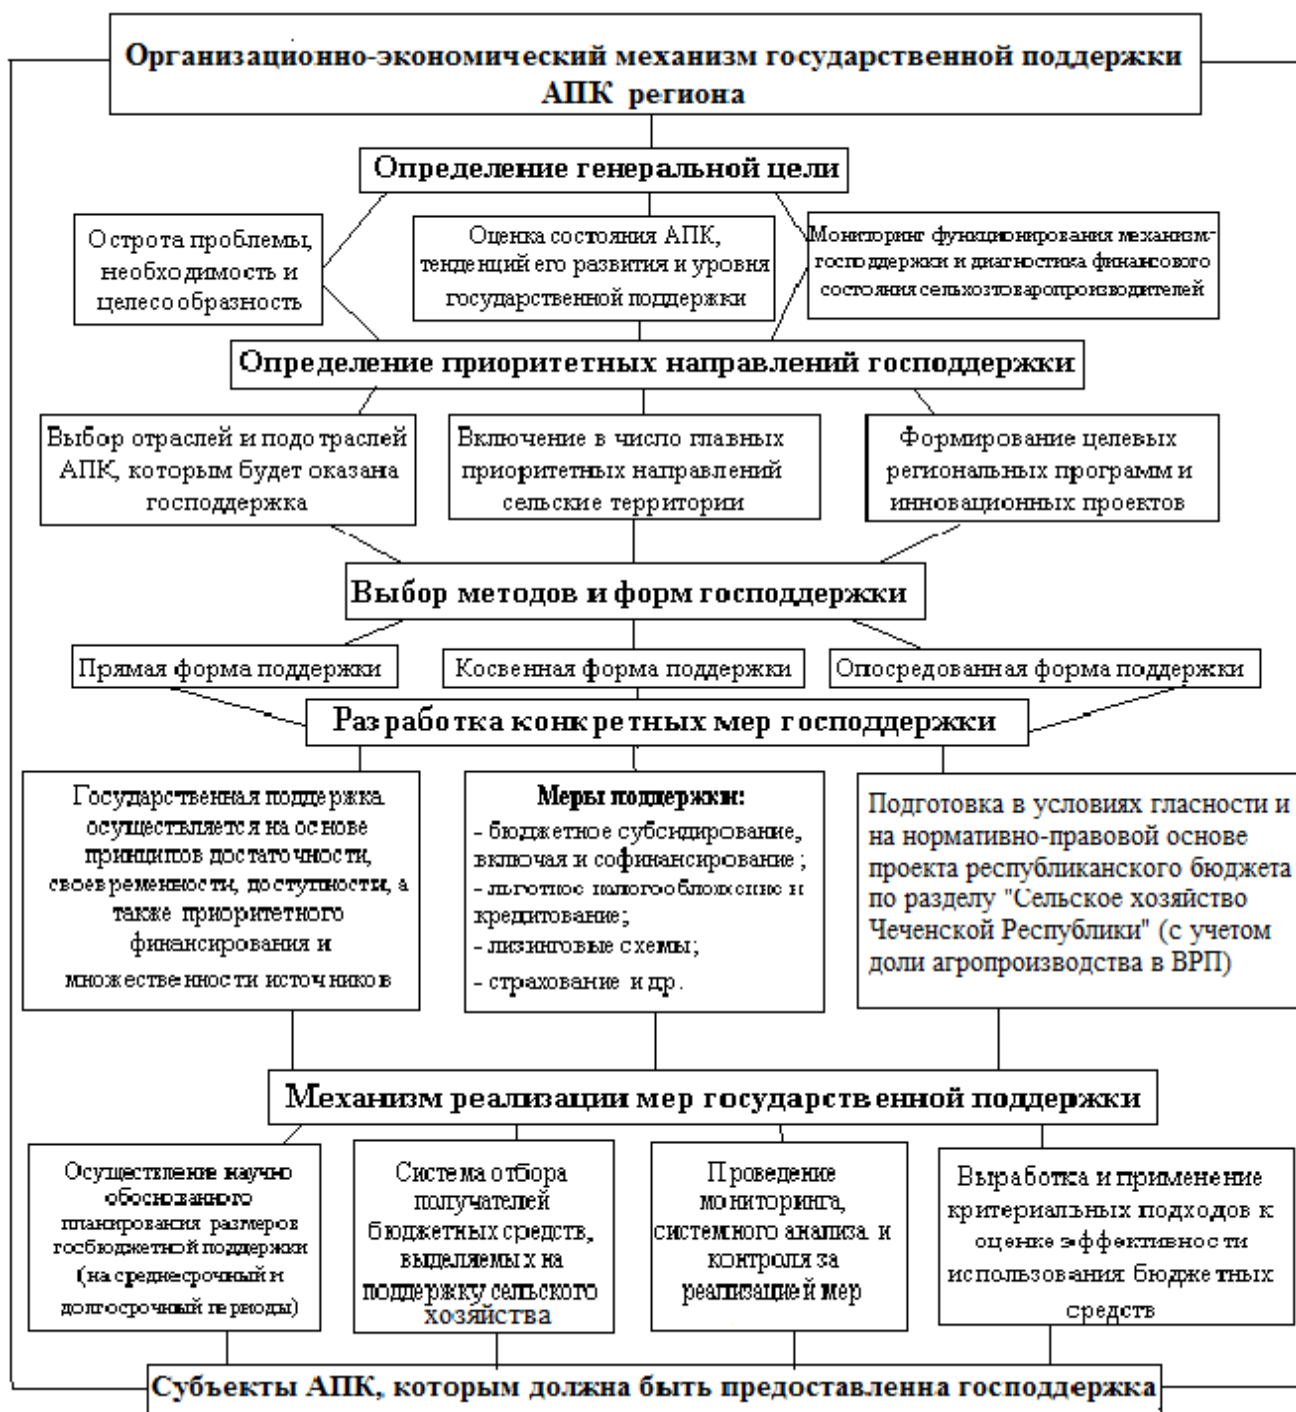 Организационно-экономический механизм государственной поддержки
АПК региона
Определение генеральной цели
Острота проблемы,
необходимость и
целесообразность
Оценка состояния АПК,
тенденций его развития и уровня
государственной поддержки
Мониторинг функционирования механизм-
господдержки и диагностика финансового
состояния сельхозтоваропроизводителей
Определение приоритетных направлений господдержки
Выбор отраслей и подотраслей
АПК, которым будет оказана
господдержка
Включение в число главных
приоритетных направлений
сельские территории
Формирование целевых
региональных программ и
инновационных проектов
Выбор методов и форм господдержки
Прямая форма поддержки
Косвенная форма поддержки
Опосредованная форма поддержки
Разработка конкретных мер господдержки
Государственная поддержка
осуществляется на основе
принципов достаточности,
своевременности, доступности, а
также приоритетного
финансирования и
множественности источников
Меры поддержки:
- бюджетное субсидирование,
включая и софинансирование;
- льготное налогообложение и
кредитование;
- лизинговые схемы;
- страхование и др.
Подготовка в условиях гласности и
на нормативно-правовой основе
проекта республиканского бюджета
по разделу "Сельское хозяйство
Чеченской Республики" (с учетом
доли агропроизводства в ВРП)
Механизм реализации мер государственной поддержки
Осуществление научно
обоснованного
планирования размеров
госбюджетной поддержки
(на среднесрочный и
долгосрочный периоды)
Система отбора
получателей
бюджетных средств,
выделяемых на
поддержку сельского
хозяйства
Проведение
мониторинга,
системного анализа и
контроля за
реализацией мер
Выработка и применение
критериальных подходов к
оценке эффективности
использования бюджетных
средств
Субъекты АПК, которым должна быть предоставленна господдержка